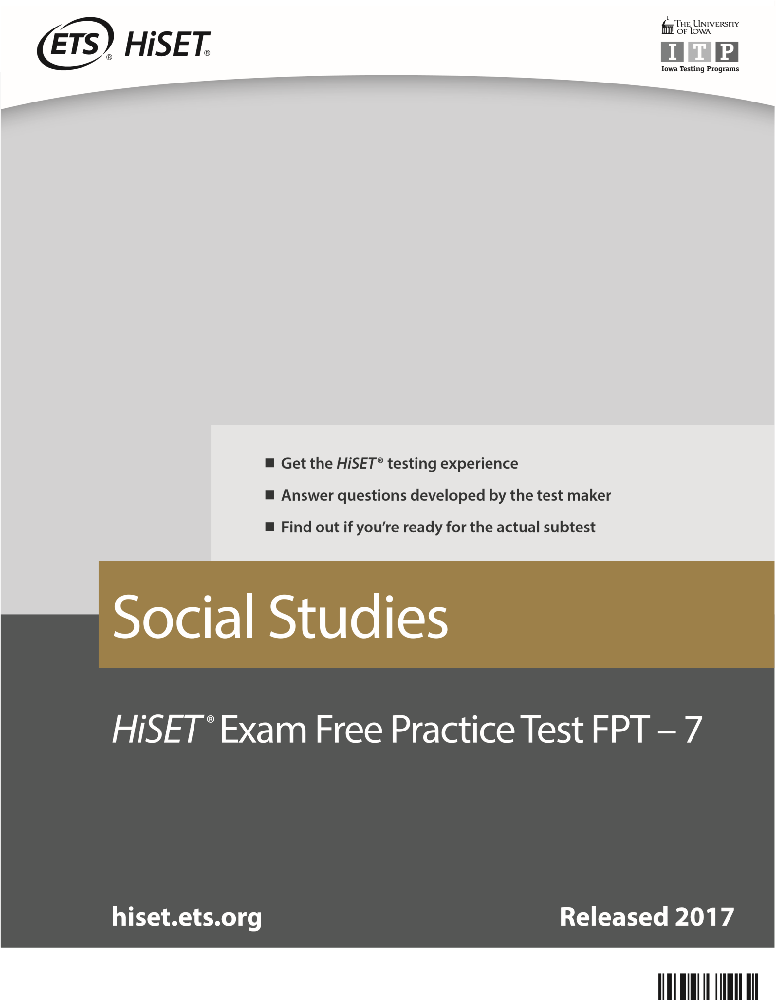 ETS® HiSET®
THE UNIVERSITY
OF IOWA
I T P
Iowa Testing Programs
■ Get the HiSET® testing experience
■ Answer questions developed by the test maker
■ Find out if you're ready for the actual subtest
Social Studies
HiSET® Exam Free Practice Test FPT – 7
hiset.ets.org
Released 2017